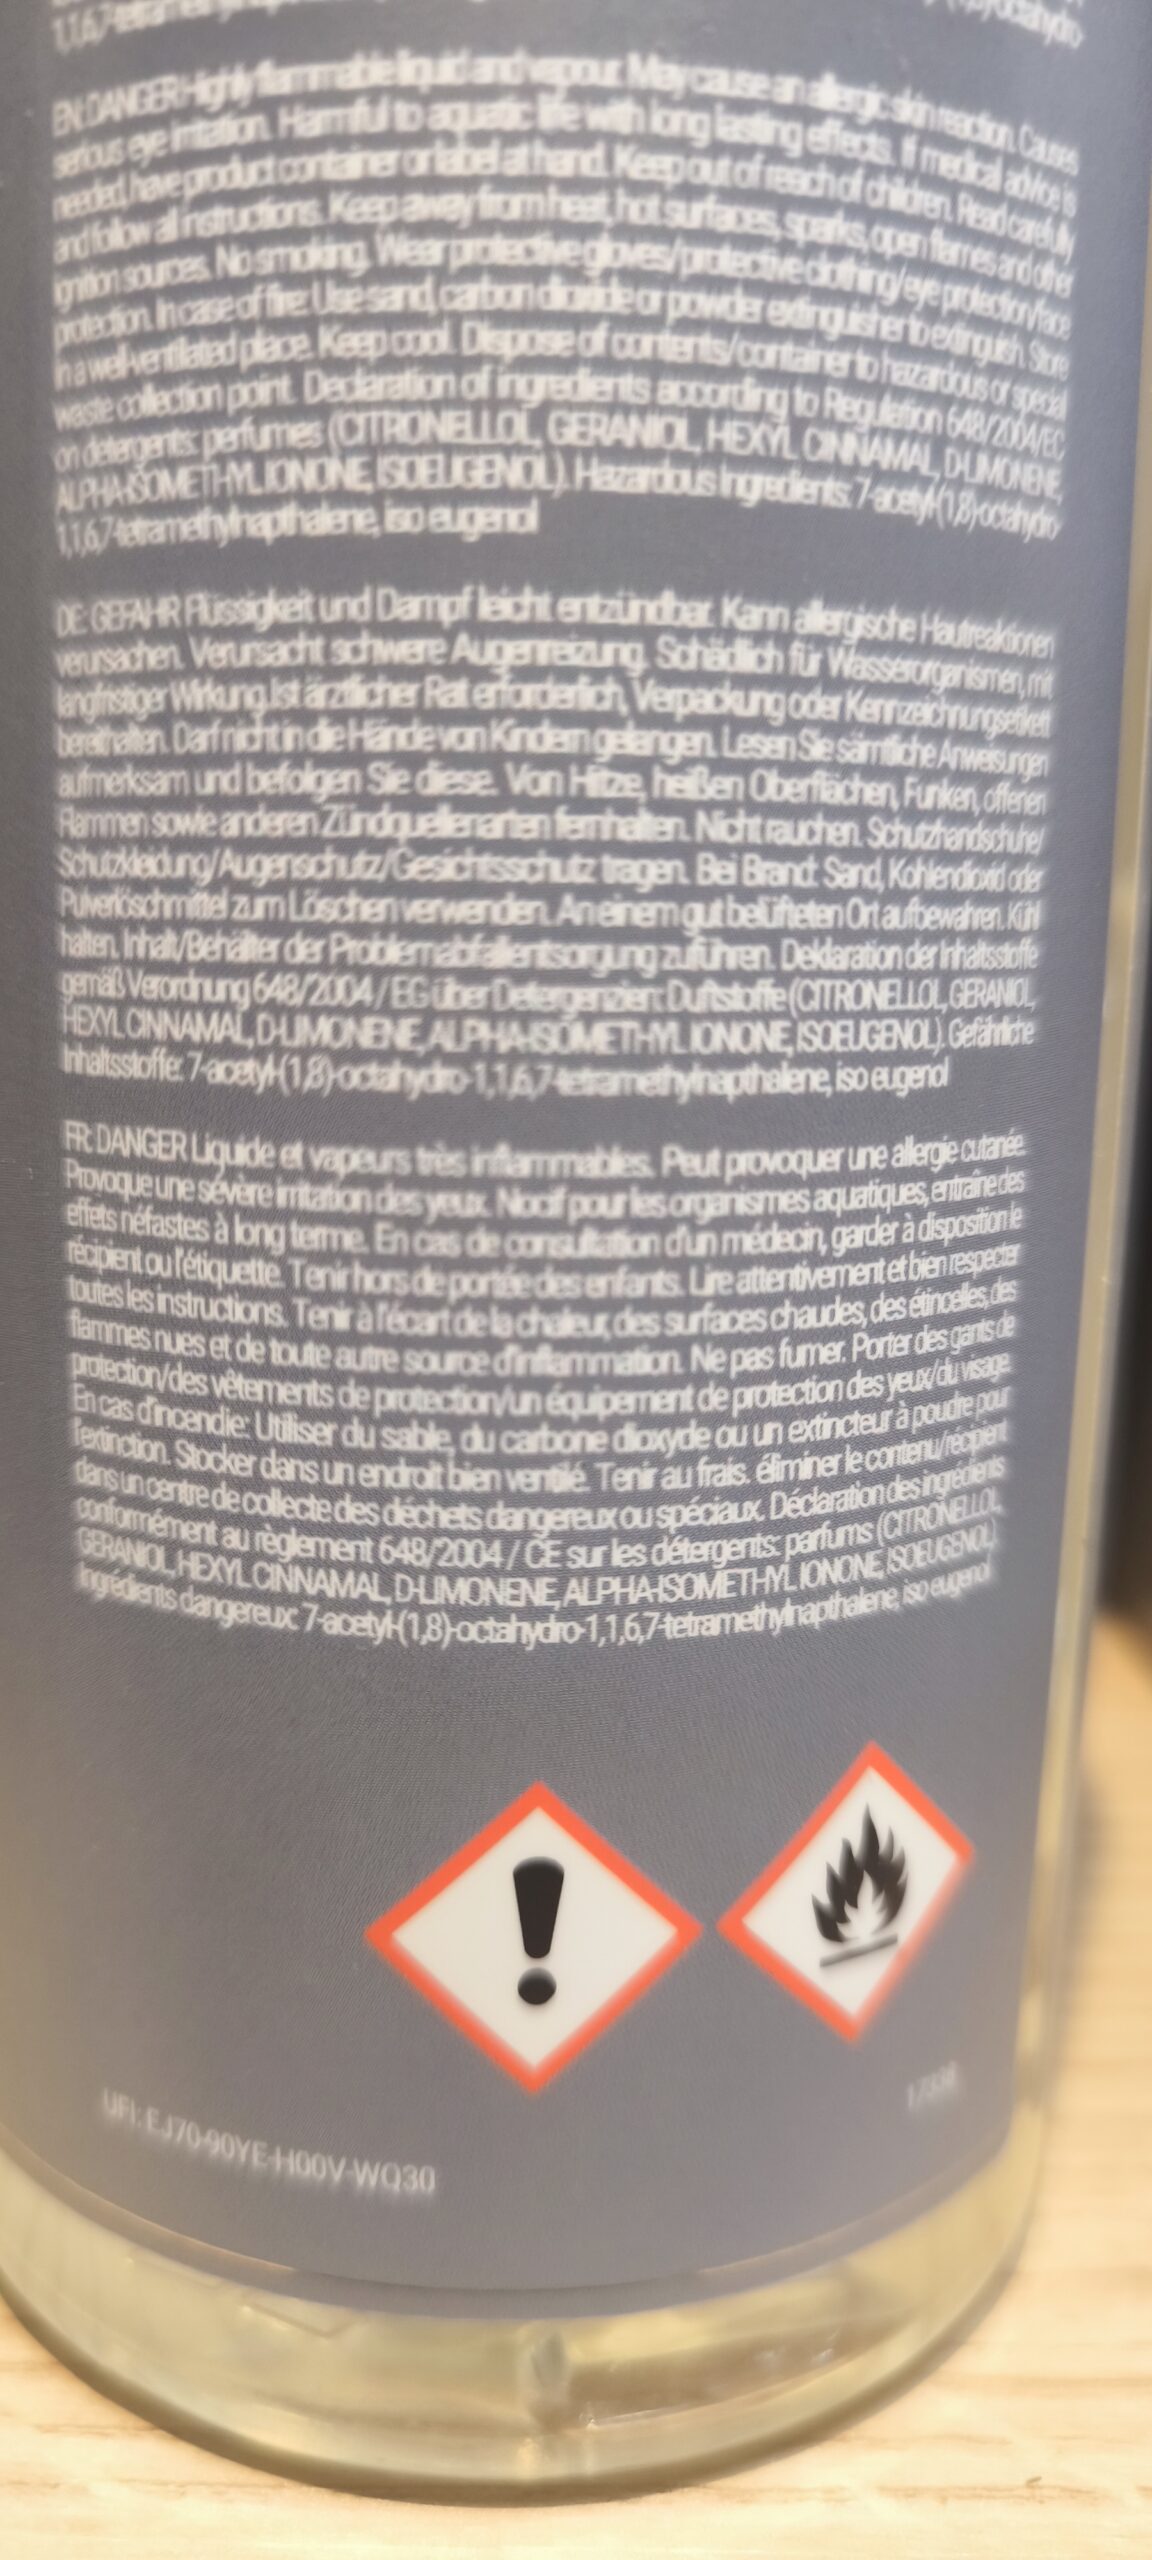 1,1,6,7-tetramethylnapthalene, octahydro-
EN: DANGER Highly flammable liquid and vapour. May cause an allergic skin reaction. Causes
serious eye irritation. Harmful to aquatic life with long lasting effects. If medical advice is
needed, have product container or label at hand. Keep out of reach of children. Read carefully
and follow all instructions. Keep away from heat, hot surfaces, sparks, open flames and other
ignition sources. No smoking. Wear protective gloves/protective clothing/eye protection/face
protection. In case of fire: Use sand, carbon dioxide or powder extinguisher to extinguish. Store
in a well-ventilated place. Keep cool. Dispose of contents/container to hazardous or special
waste collection point. Declaration of ingredients according to Regulation 648/2004/EC
on detergents: perfumes (CITRONELLOL, GERANIOL, HEXYL CINNAMAL, D-LIMONENE,
ALPHA-ISOMETHYL IONONE, ISOEUGENOL). Hazardous Ingredients: 7-acetyl-(1,8)-octahydro-
1,1,6,7-tetramethylnapthalene, iso eugenol
DE: GEFAHR Flüssigkeit und Dampf leicht entzündbar. Kann allergische Hautreaktionen
verursachen. Verursacht schwere Augenreizung. Schädlich für Wasserorganismen, mit
langfristiger Wirkung.Ist ärztlicher Rat erforderlich, Verpackung oder Kennzeichnungsetikett
bereithalten. Darf nicht in die Hände von Kindern gelangen. Lesen Sie sämtliche Anweisungen
aufmerksam und befolgen Sie diese. Von Hitze, heißen Oberflächen, Funken, offenen
Flammen sowie anderen Zündquellenarten fernhalten. Nicht rauchen. Schutzhandschuhe/
Schutzkleidung/Augenschutz/Gesichtsschutz tragen. Bei Brand: Sand, Kohlendioxid oder
Pulverlöschmittel zum Löschen verwenden. An einem gut belüfteten Ort aufbewahren. Kühl
halten. Inhalt/Behälter der Problemabfallentsorgung zuführen. Deklaration der Inhaltsstoffe
gemäß Verordnung 648/2004 / EG über Detergenzien: Duftstoffe (CITRONELLOL, GERANIOL,
HEXYL CINNAMAL, D-LIMONENE, ALPHA-ISOMETHYL IONONE, ISOEUGENOL). Gefährliche
Inhaltsstoffe: 7-acetyl-(1,8)-octahydro-1,1,6,7-tetramethylnapthalene, iso eugenol
FR: DANGER Liquide et vapeurs très inflammables. Peut provoquer une allergie cutanée.
Provoque une sévère irritation des yeux. Nocif pour les organismes aquatiques, entraîne des
effets néfastes à long terme. En cas de consultation d'un médecin, garder à disposition le
récipient ou l'étiquette. Tenir hors de portée des enfants. Lire attentivement et bien respecter
toutes les instructions. Tenir à l'écart de la chaleur, des surfaces chaudes, des étincelles, des
flammes nues et de toute autre source d'inflammation. Ne pas fumer. Porter des gants de
protection/des vêtements de protection/un équipement de protection des yeux/du visage.
En cas d'incendie: Utiliser du sable, du carbone dioxyde ou un extincteur à poudre pour
l'extinction. Stocker dans un endroit bien ventilé. Tenir au frais. éliminer le contenu/récipient
dans un centre de collecte des déchets dangereux ou spéciaux. Déclaration des ingrédients
conformément au règlement 648/2004 / CE sur les détergents: parfums (CITRONELLOL,
GERANIOL, HEXYL CINNAMAL, D-LIMONENE, ALPHA-ISOMETHYL IONONE, ISOEUGENOL).
Ingrédients dangereux: 7-acetyl-(1,8)-octahydro-1,1,6,7-tetramethylnapthalene, iso eugenol
UFI: EJ70-90YE-H00V-WQ30